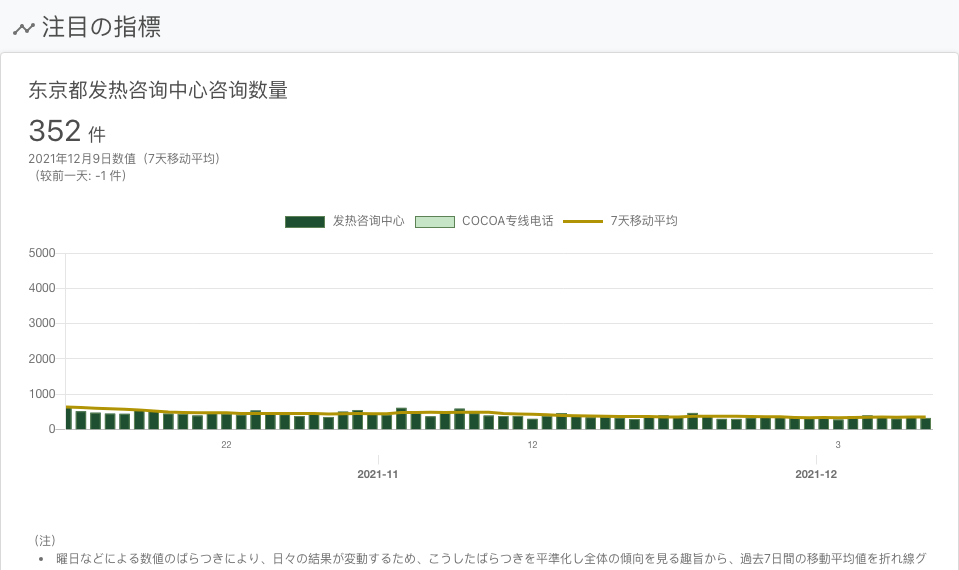 注目の指標
东京都发热咨询中心咨询数量
352 件
2021年12月9日数值（7天移动平均）
（较前一天: -1 件）
发热咨询中心 COCOA专线电话 7天移动平均
5000
4000
3000
2000
1000
0
22 12 3
2021-11 2021-12
（注）
• 曜日などによる数値のばらつきにより、日々の結果が変動するため、こうしたばらつきを平準化し全体の傾向を見る趣旨から、過去7日間の移動平均値を折れ線グ